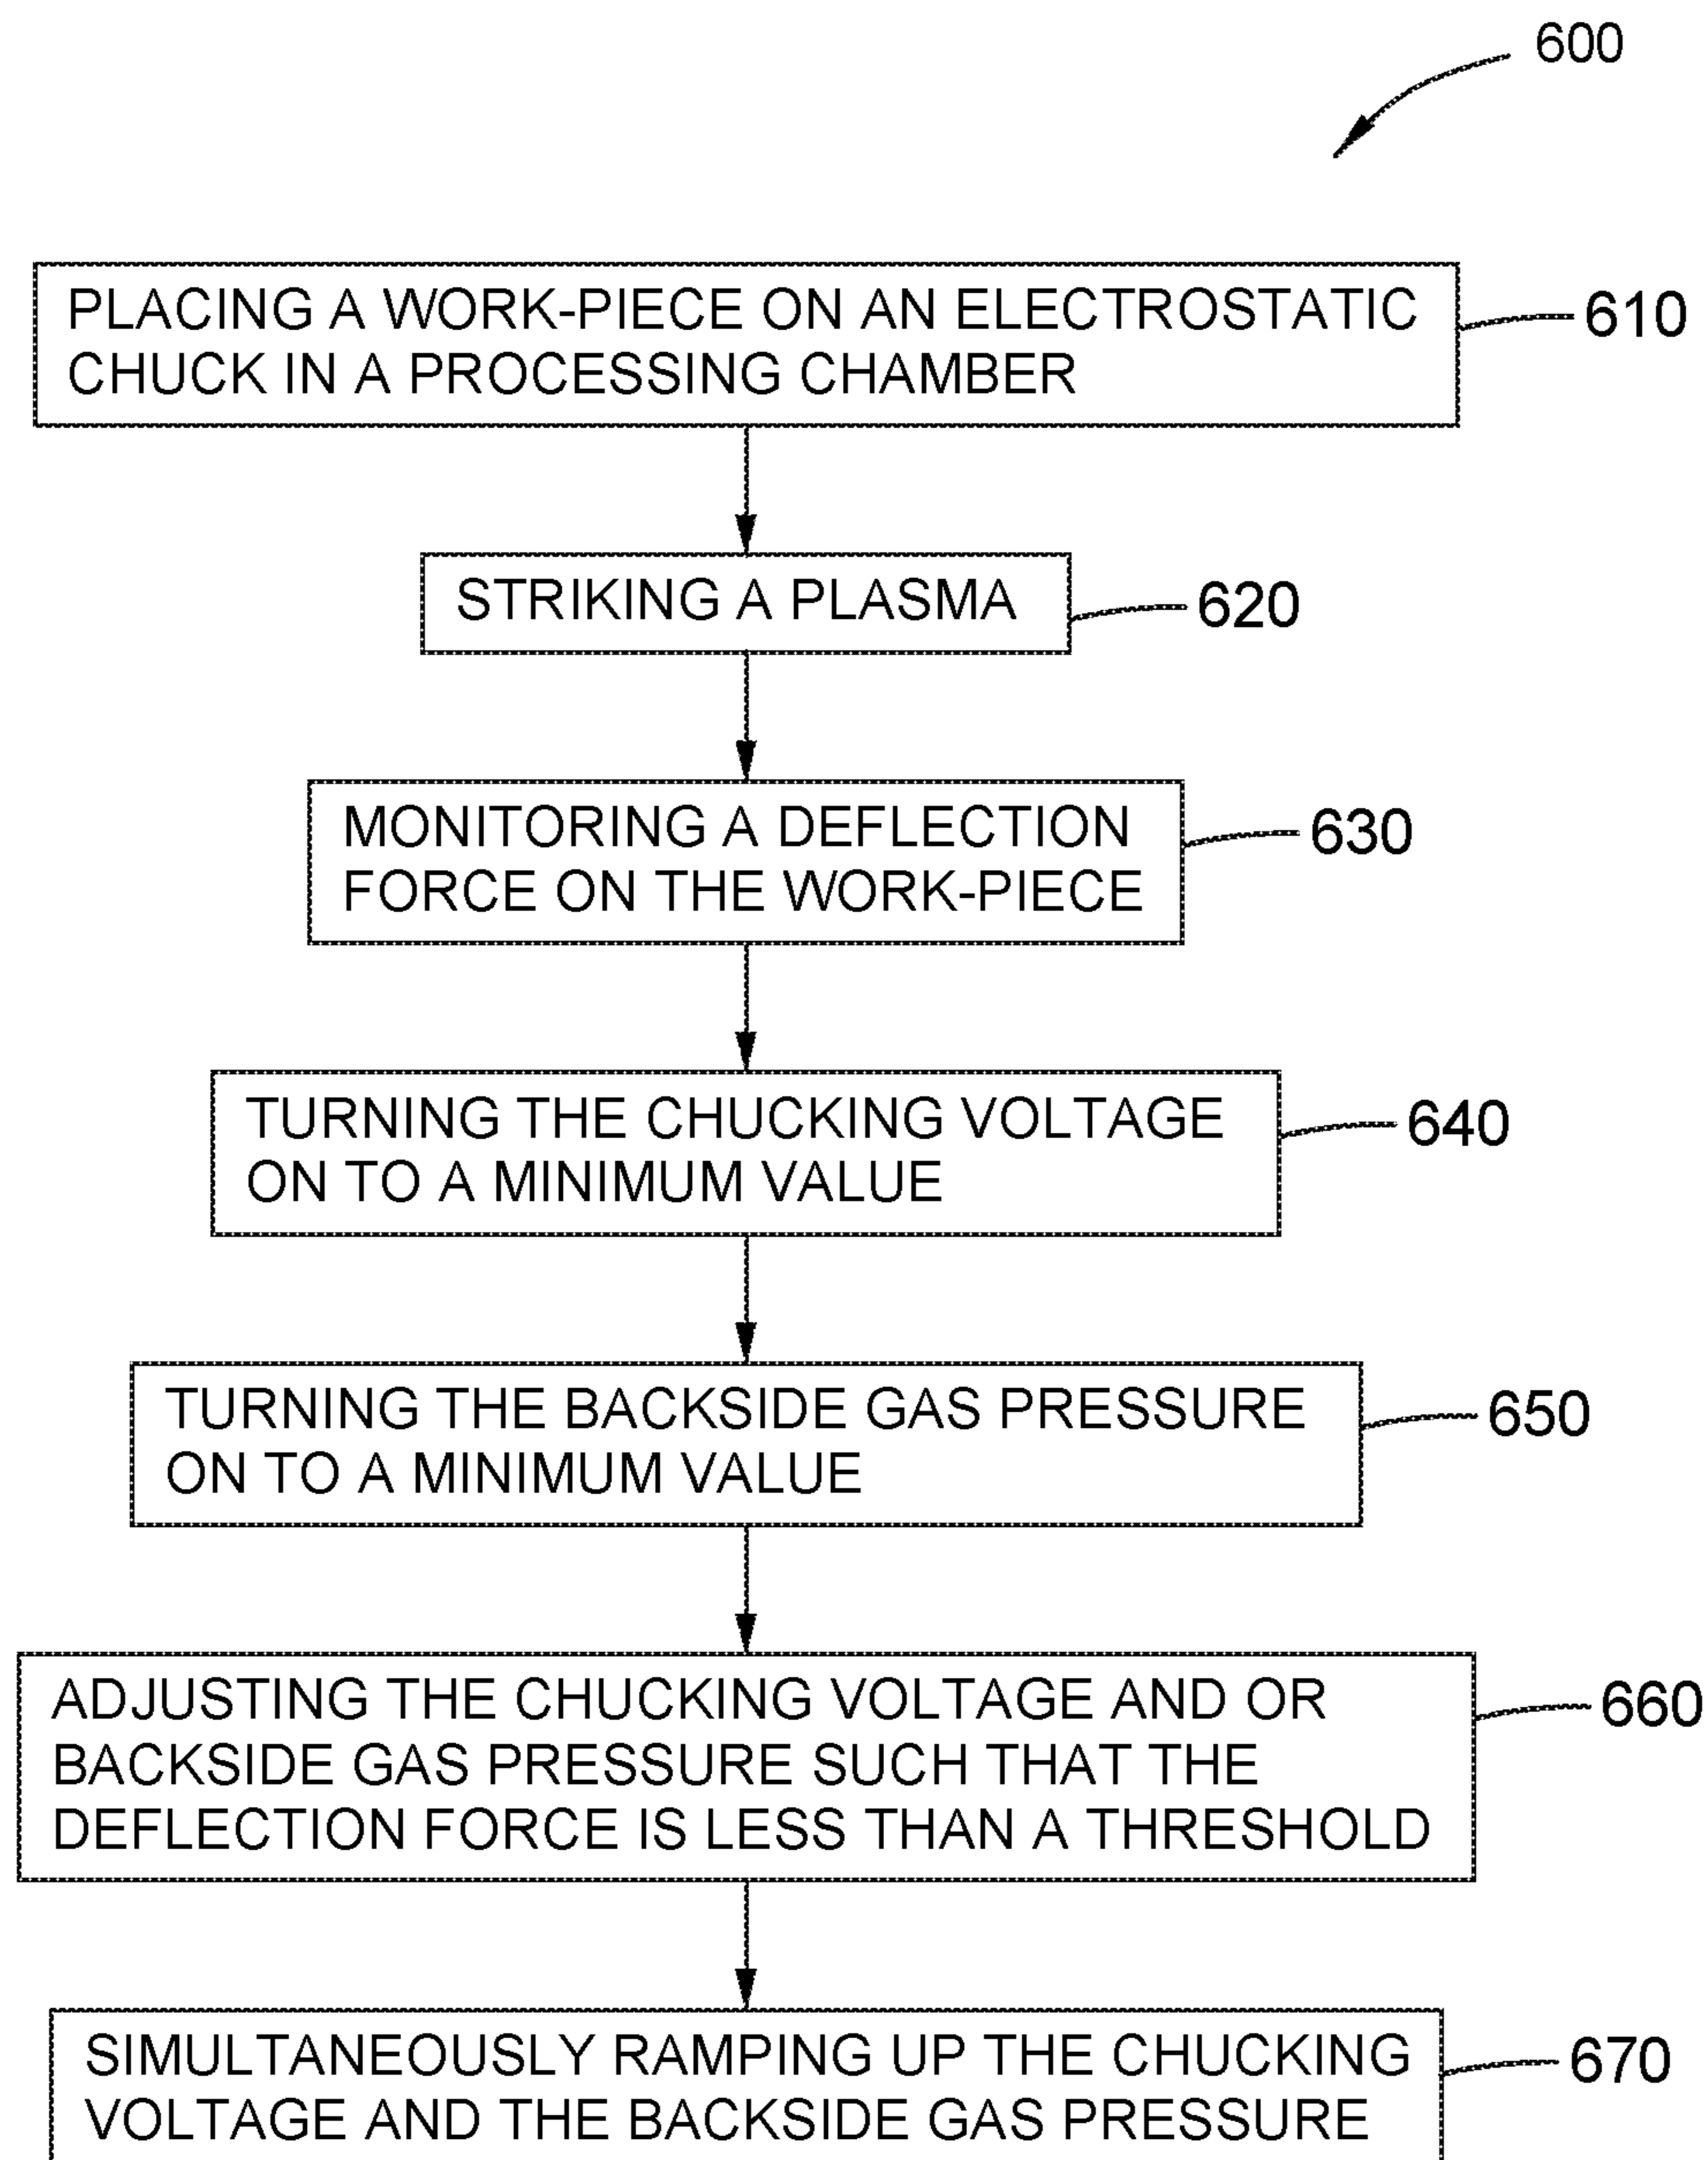 600
PLACING A WORK-PIECE ON AN ELECTROSTATIC
CHUCK IN A PROCESSING CHAMBER
610
STRIKING A PLASMA
620
MONITORING A DEFLECTION
FORCE ON THE WORK-PIECE
630
TURNING THE CHUCKING VOLTAGE
ON TO A MINIMUM VALUE
640
TURNING THE BACKSIDE GAS PRESSURE
ON TO A MINIMUM VALUE
650
ADJUSTING THE CHUCKING VOLTAGE AND OR
BACKSIDE GAS PRESSURE SUCH THAT THE
DEFLECTION FORCE IS LESS THAN A THRESHOLD
660
SIMULTANEOUSLY RAMPING UP THE CHUCKING
VOLTAGE AND THE BACKSIDE GAS PRESSURE
670